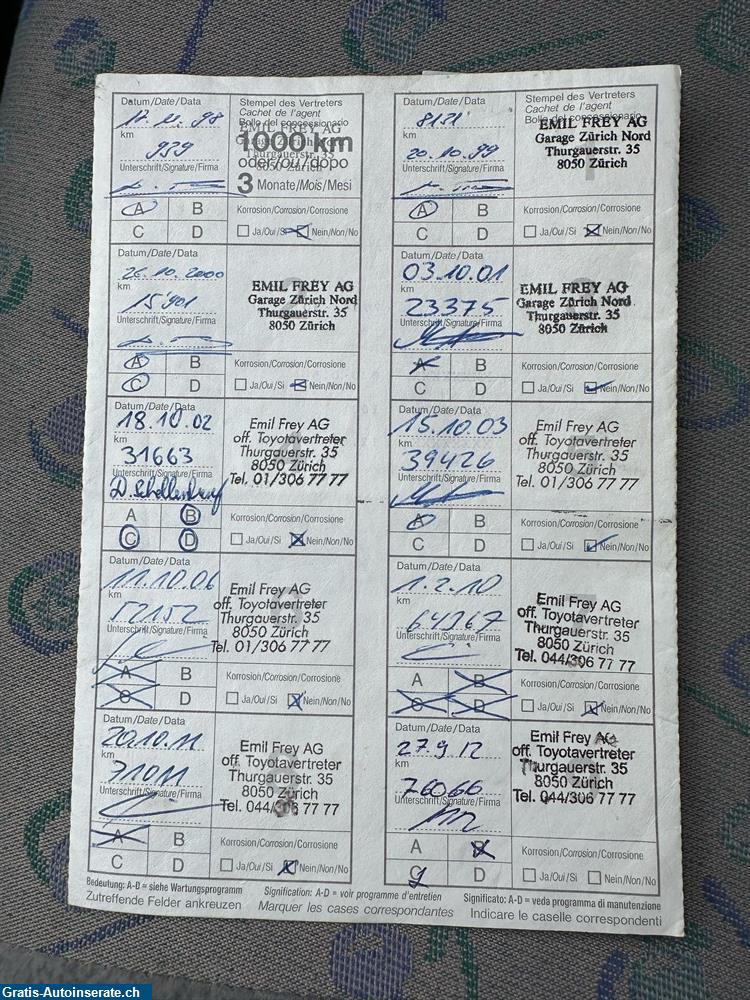 Datum/Date/Data
17.11.98
km
939
Unterschrift/Signature/Firma
A B
C D
Stempel des Vertreters
Cachet de l'agent
Bollo del concessionario
EMIL FREY AG
1000 km
oder/ou/dopo
Thurgauerstr. 35
8050 Zürich
3 Monate/Mois/Mesi
Korrosion/Corrosion/Corrosione
Ja/Oui/Si Nein/Non/No
Datum/Date/Data
8131
km
20.10.99
Unterschrift/Signature/Firma
A B
C D
Stempel des Vertreters
Cachet de l'agent
Bollo del concessionario
EMIL FREY AG
Garage Zürich Nord
Thurgauerstr. 35
8050 Zürich
Korrosion/Corrosion/Corrosione
Ja/Oui/Si Nein/Non/No
Datum/Date/Data
26.10.2000
km
15901
Unterschrift/Signature/Firma
A B
C D
EMIL FREY AG
Garage Zürich Nord
Thurgauerstr. 35
8050 Zürich
Korrosion/Corrosion/Corrosione
Ja/Oui/Si Nein/Non/No
Datum/Date/Data
03.10.01
km
23375
Unterschrift/Signature/Firma
A B
C D
EMIL FREY AG
Garage Zürich Nord
Thurgauerstr. 35
8050 Zürich
Korrosion/Corrosion/Corrosione
Ja/Oui/Si Nein/Non/No
Datum/Date/Data
18.10.02
km
31663
Unterschrift/Signature/Firma
A B
C D
Emil Frey AG
off. Toyotavertreter
Thurgauerstr. 35
8050 Zürich
Tel. 01/306 77 77
Korrosion/Corrosion/Corrosione
Ja/Oui/Si Nein/Non/No
Datum/Date/Data
15.10.03
km
39426
Unterschrift/Signature/Firma
A B
C D
Emil Frey AG
off. Toyotavertreter
Thurgauerstr. 35
8050 Zürich
Tel. 01/306 77 77
Korrosion/Corrosion/Corrosione
Ja/Oui/Si Nein/Non/No
Datum/Date/Data
11.10.06
km
52152
Unterschrift/Signature/Firma
A B
C D
Emil Frey AG
off. Toyotavertreter
Thurgauerstr. 35
8050 Zürich
Tel. 01/306 77 77
Korrosion/Corrosion/Corrosione
Ja/Oui/Si Nein/Non/No
Datum/Date/Data
1.2.10
km
64367
Unterschrift/Signature/Firma
A B
C D
Emil Frey AG
off. Toyotavertreter
Thurgauerstr. 35
8050 Zürich
Tel. 044/306 77 77
Korrosion/Corrosion/Corrosione
Ja/Oui/Si Nein/Non/No
Datum/Date/Data
20.10.11
km
71011
Unterschrift/Signature/Firma
A B
C D
Emil Frey AG
off. Toyotavertreter
Thurgauerstr. 35
8050 Zürich
Tel. 044/306 77 77
Korrosion/Corrosion/Corrosione
Ja/Oui/Si Nein/Non/No
Datum/Date/Data
27.9.12
km
76066
Unterschrift/Signature/Firma
A B
C D
Emil Frey AG
off. Toyotavertreter
Thurgauerstr. 35
8050 Zürich
Tel. 044/306 77 77
Korrosion/Corrosion/Corrosione
Ja/Oui/Si Nein/Non/No
Bedeutung: A-D = siehe Wartungsprogramm
Zutreffende Felder ankreuzen
Signification: A-D = voir programme d'entretien
Marquer les cases correspondantes
Significato: A-D = veda programma di manutenzione
Indicare le caselle correspondenti
Gratis-Autoinserate.ch